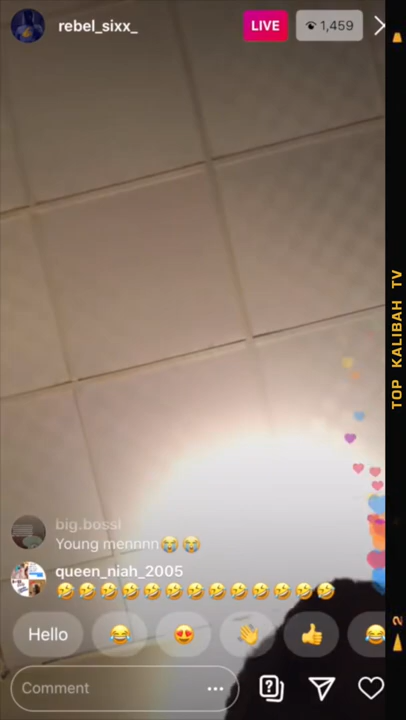 rebel_sixx_
LIVE
1,459
TOP KALIBAH TV
big.bossi
Young mennnn😭😭
queen_niah_2005
🤣🤣🤣🤣🤣🤣🤣🤣🤣🤣🤣🤣🤣
Hello
😂
😍
👋
👍
😂
Comment